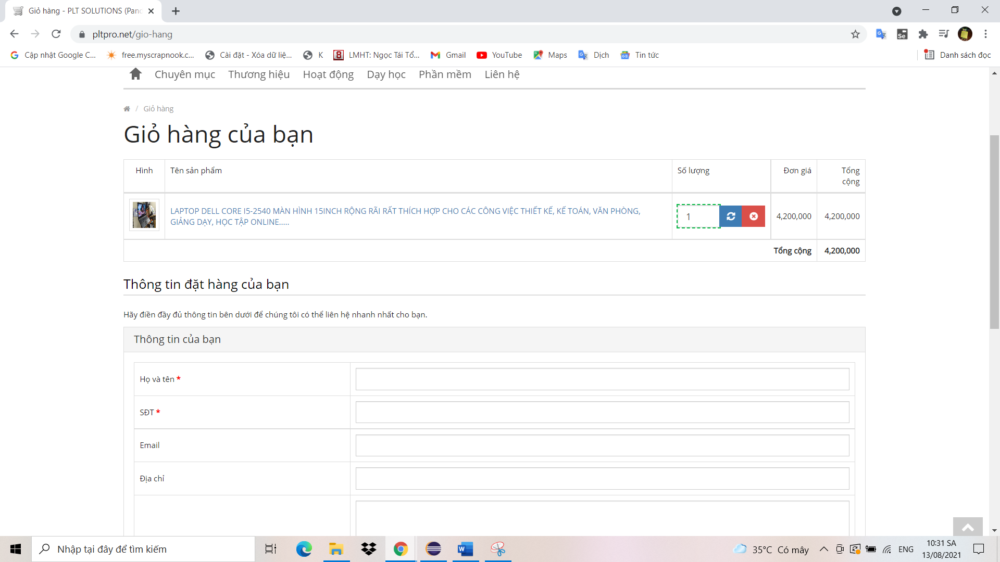 Giỏ hàng - PLT SOLUTIONS (Pand
pltpro.net/gio-hang
Cập nhật Google C...
free.myscrapnook.c...
Cài đặt - Xóa dữ liệ...
K
LMHT: Ngọc Tái Tổ...
Gmail
YouTube
Maps
Dịch
Tin tức
Danh sách đọc
Chuyên mục
Thương hiệu
Hoạt động
Dạy học
Phần mềm
Liên hệ
/ Giỏ hàng
Giỏ hàng của bạn
Hình
Tên sản phẩm
Số lượng
Đơn giá
Tổng
cộng
LAPTOP DELL CORE I5-2540 MÀN HÌNH 15INCH RỘNG RÃI RẤT THÍCH HỢP CHO CÁC CÔNG VIỆC THIẾT KẾ, KẾ TOÁN, VĂN PHÒNG,
GIẢNG DẠY, HỌC TẬP ONLINE.....
1
4,200,000
4,200,000
Tổng cộng
4,200,000
Thông tin đặt hàng của bạn
Hãy điền đầy đủ thông tin bên dưới để chúng tôi có thể liên hệ nhanh nhất cho bạn.
Thông tin của bạn
Họ và tên *
SĐT *
Email
Địa chỉ
Nhập tại đây để tìm kiếm
35°C Có mây
ENG
10:31 SA
13/08/2021